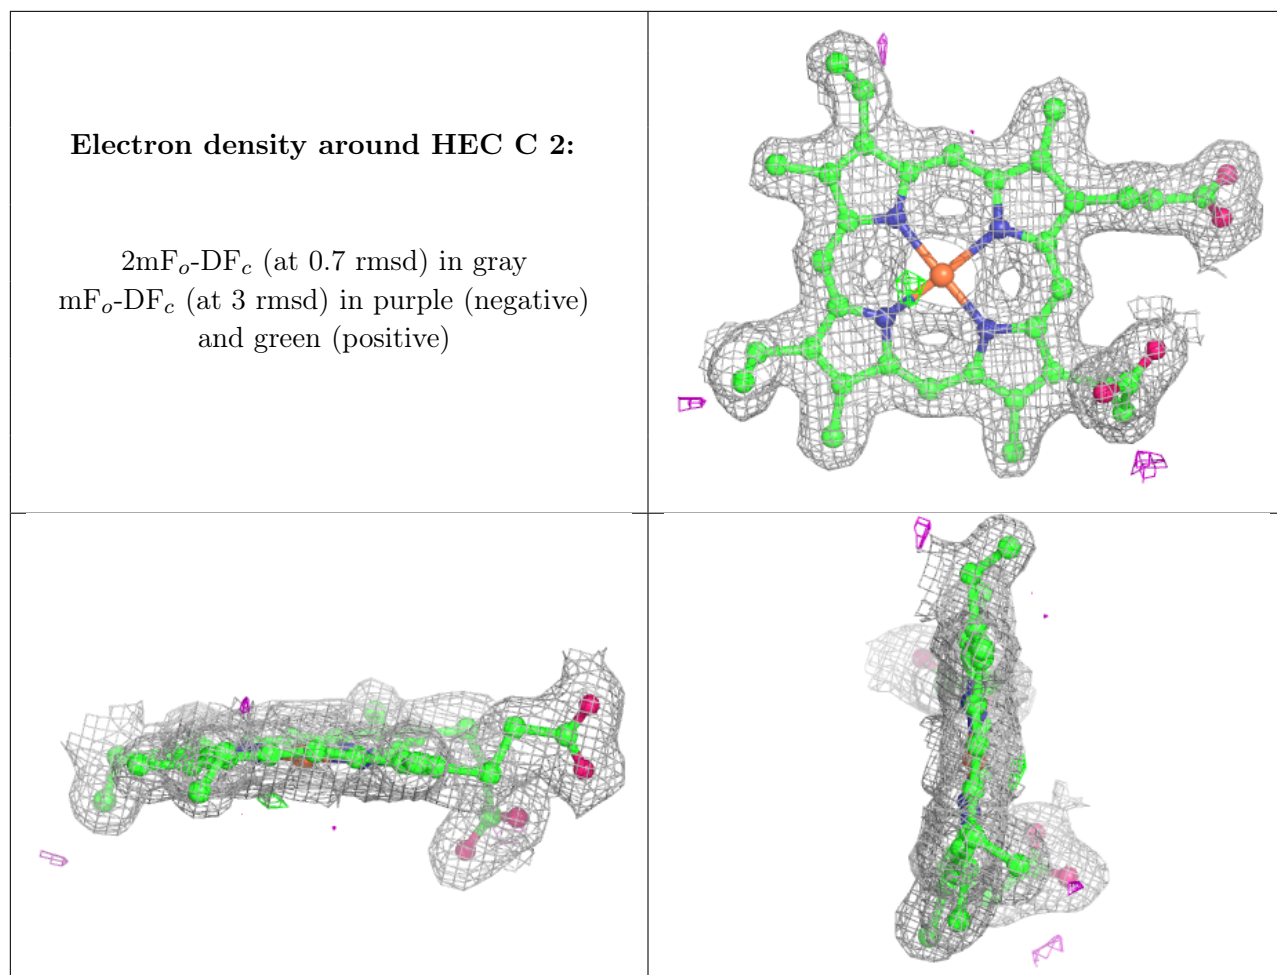 Electron density around HEC C 2:
2mFo-DFc (at 0.7 rmsd) in gray
mFo-DFc (at 3 rmsd) in purple (negative)
and green (positive)